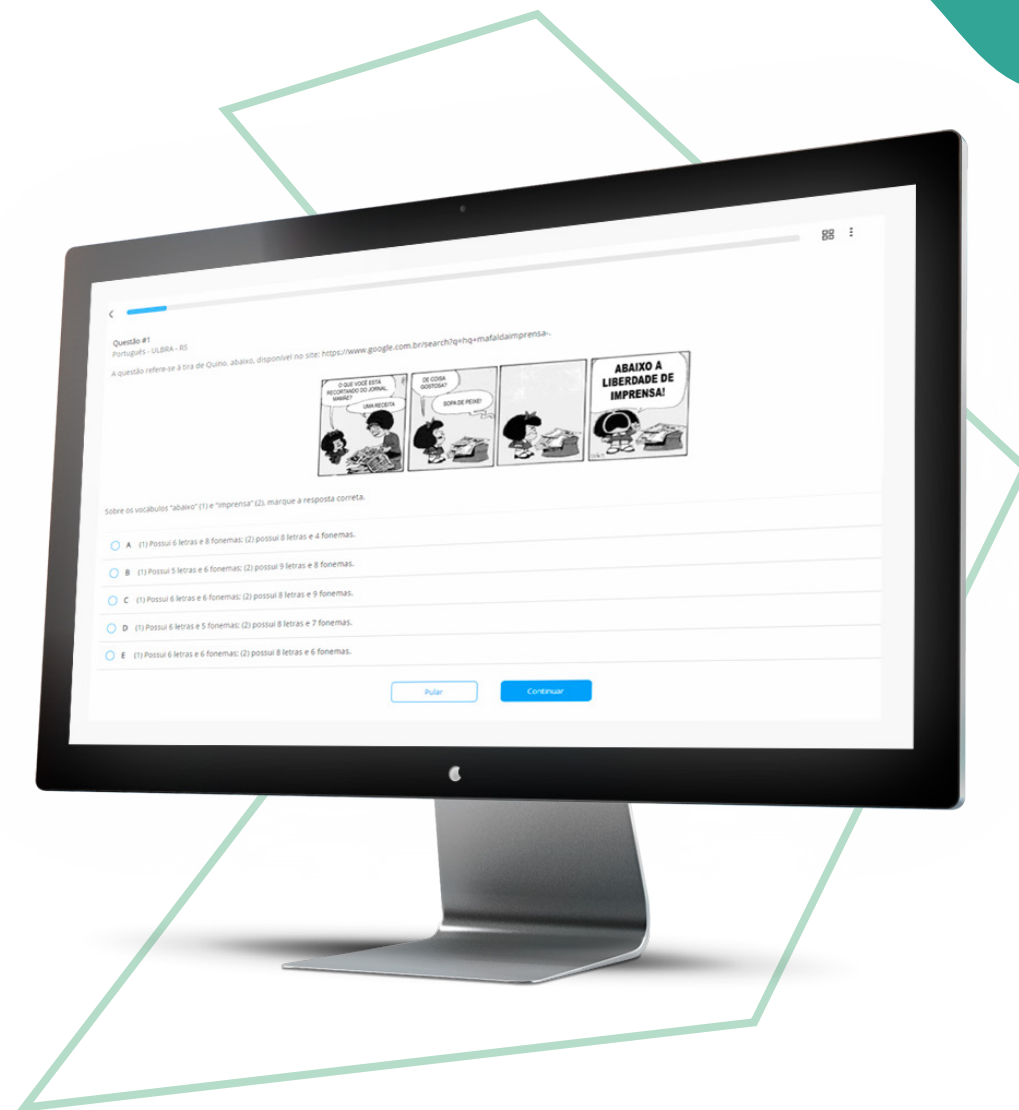 Questão #1
Português - ULBRA - RS
A questão refere-se à tira de Quino, abaixo, disponível no site: https://www.google.com.br/search?q+hq+mafaldaimprensa-.
O QUE VOCÊ ESTÁ
RECORTANDO DO JORNAL,
MAMÃE?
UMA RECEITA
DE COISA
GOSTOSA?
SOPA DE PEIXE!
ABAIXO A
LIBERDADE DE
IMPRENSA!
Sobre os vocábulos "abaixo" (1) e "imprensa" (2), marque a resposta correta.
A (1) Possui 6 letras e 8 fonemas; (2) possui 8 letras e 4 fonemas.
B (1) Possui 5 letras e 6 fonemas; (2) possui 9 letras e 8 fonemas.
C (1) Possui 6 letras e 6 fonemas; (2) possui 8 letras e 9 fonemas.
D (1) Possui 6 letras e 5 fonemas; (2) possui 8 letras e 7 fonemas.
E (1) Possui 6 letras e 6 fonemas; (2) possui 8 letras e 6 fonemas.
Pular
Continuar